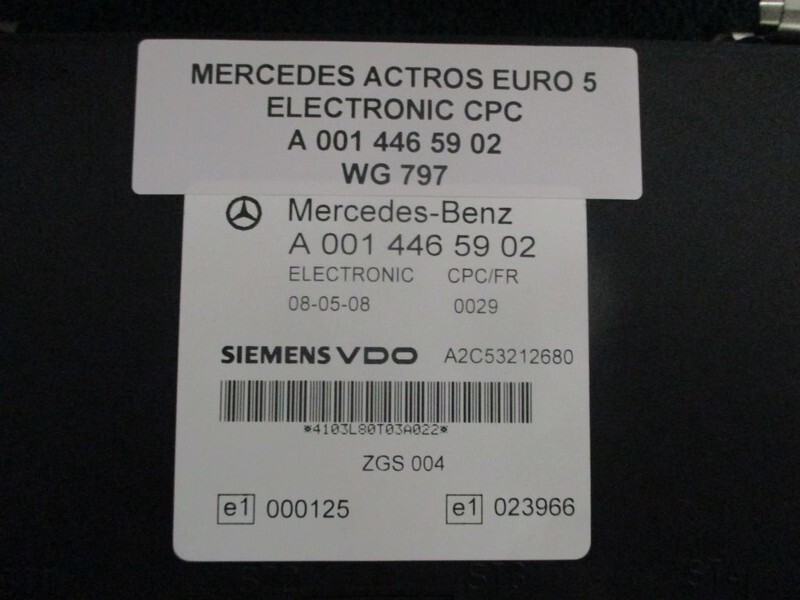 MERCEDES ACTROS EURO 5
ELECTRONIC CPC
A 001 446 59 02
WG 797
Mercedes-Benz
A 001 446 59 02
ELECTRONIC CPC/FR
08-05-08 0029
SIEMENS VDO A2C53212680
*4103L80T03A022*
ZGS 004
e1 000125 e1 023966